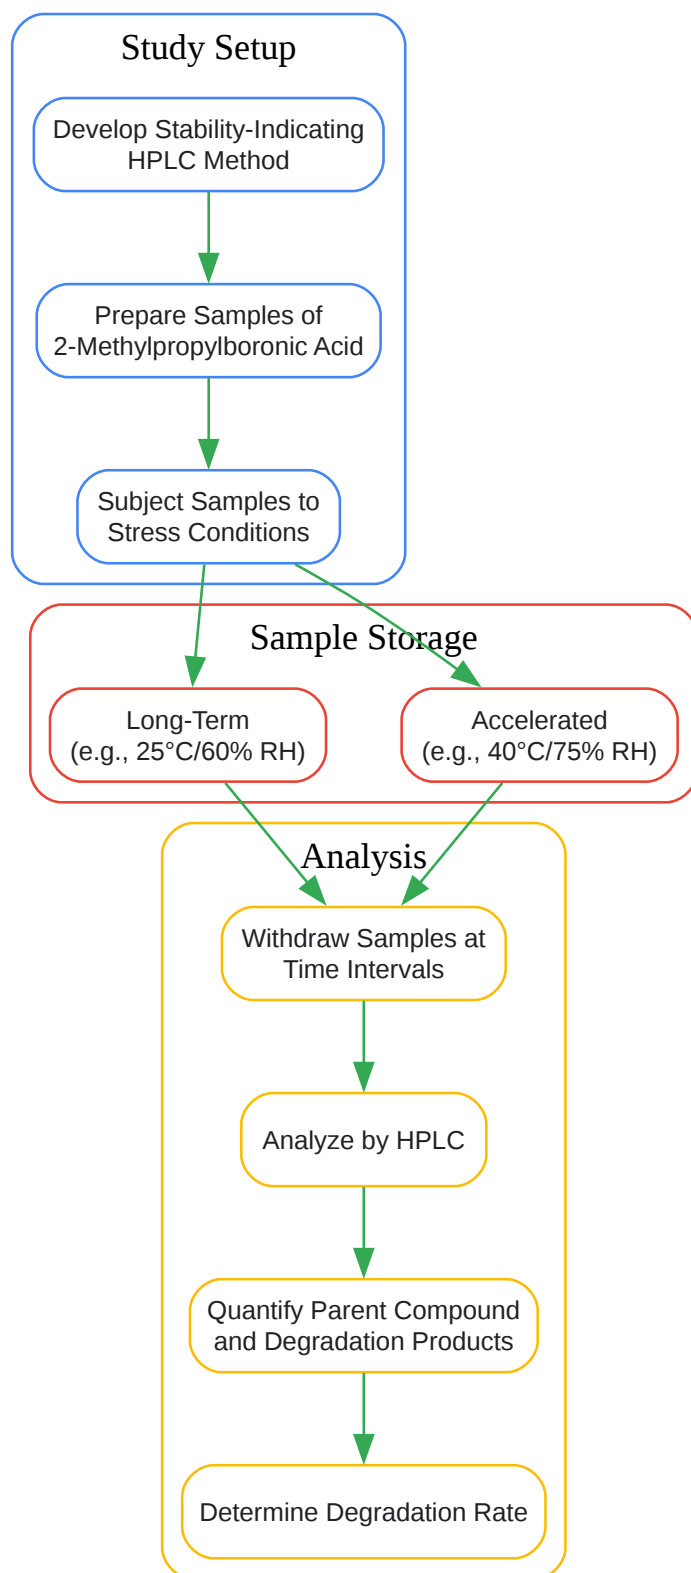 Study Setup
Develop Stability-Indicating
HPLC Method
Prepare Samples of
2-Methylpropylboronic Acid
Subject Samples to
Stress Conditions
Sample Storage
Long-Term
(e.g., 25°C/60% RH)
Accelerated
(e.g., 40°C/75% RH)
Analysis
Withdraw Samples at
Time Intervals
Analyze by HPLC
Quantify Parent Compound
and Degradation Products
Determine Degradation Rate